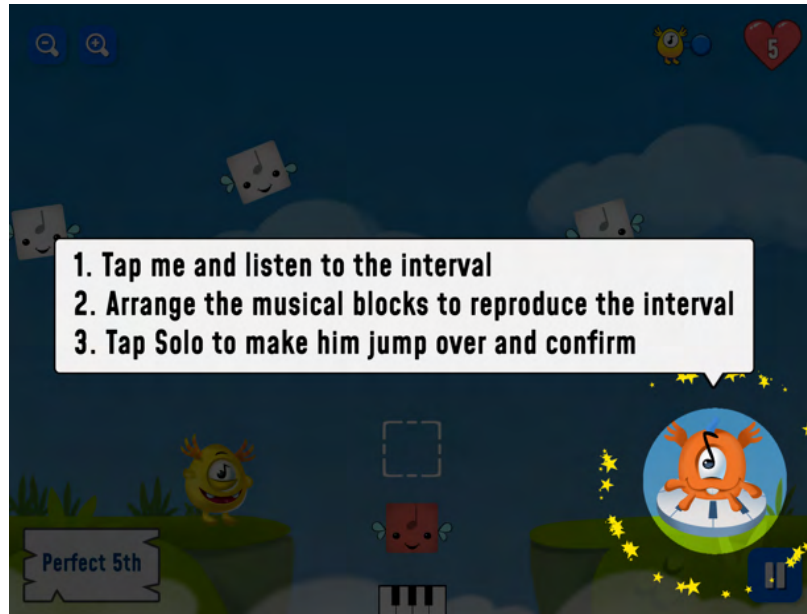 5
1. Tap me and listen to the interval
2. Arrange the musical blocks to reproduce the interval
3. Tap Solo to make him jump over and confirm
Perfect 5th